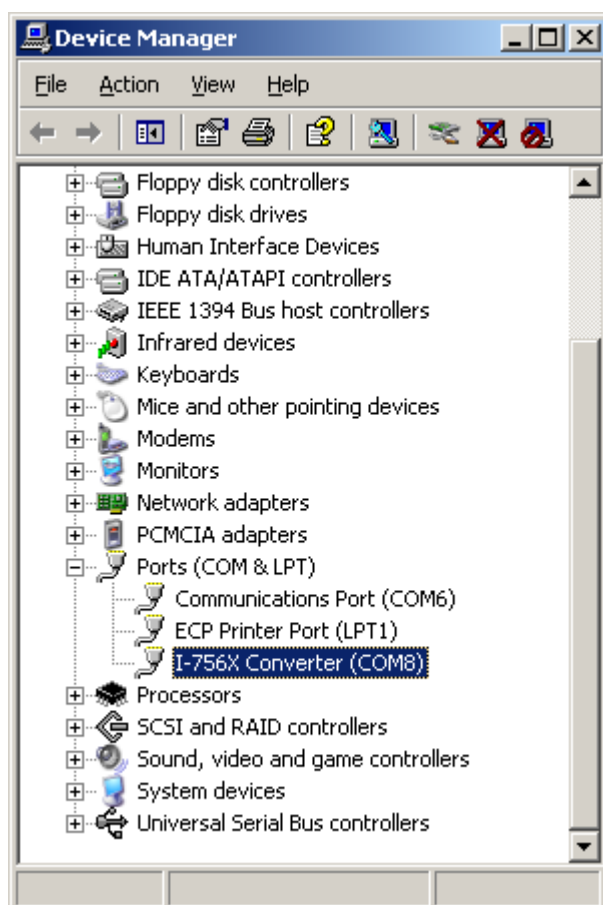 Device Manager
File Action View Help
Floppy disk controllers
Floppy disk drives
Human Interface Devices
IDE ATA/ATAPI controllers
IEEE 1394 Bus host controllers
Infrared devices
Keyboards
Mice and other pointing devices
Modems
Monitors
Network adapters
PCMCIA adapters
Ports (COM & LPT)
Communications Port (COM6)
ECP Printer Port (LPT1)
I-756X Converter (COM8)
Processors
SCSI and RAID controllers
Sound, video and game controllers
System devices
Universal Serial Bus controllers